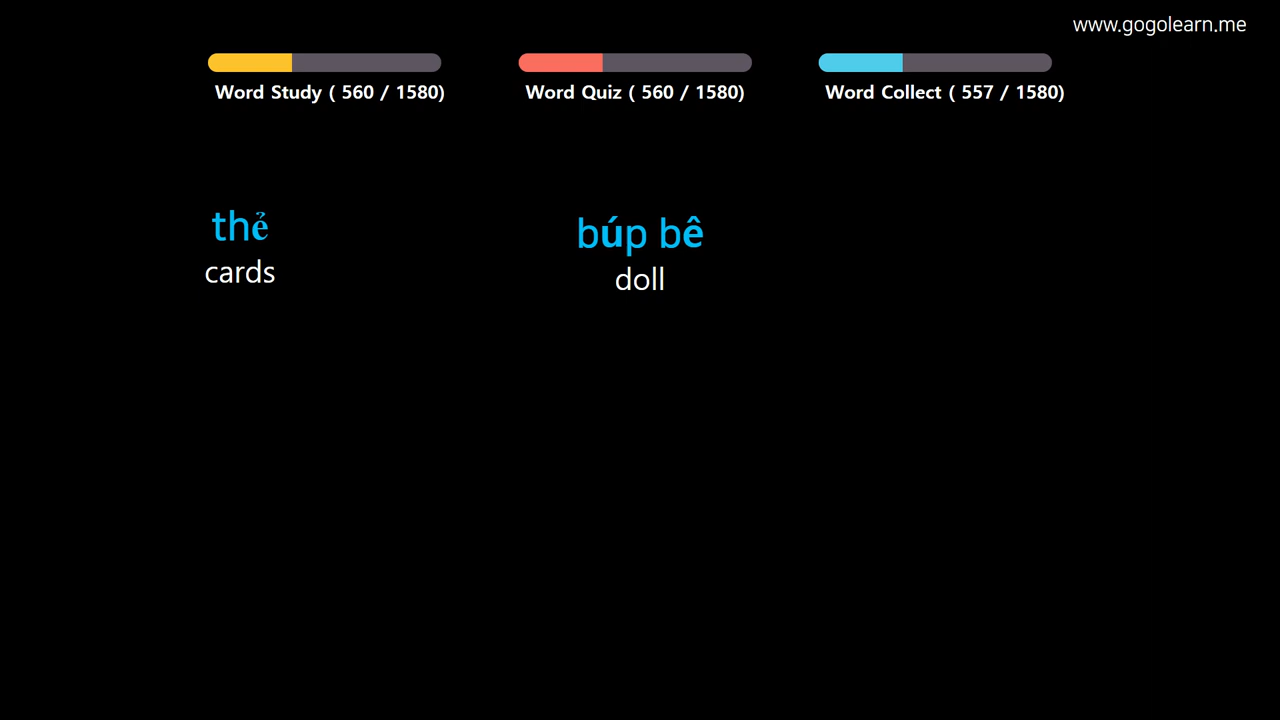 www.gogolearn.me
Word Study ( 560 / 1580)
Word Quiz ( 560 / 1580)
Word Collect ( 557 / 1580)
thẻ
cards
búp bê
doll